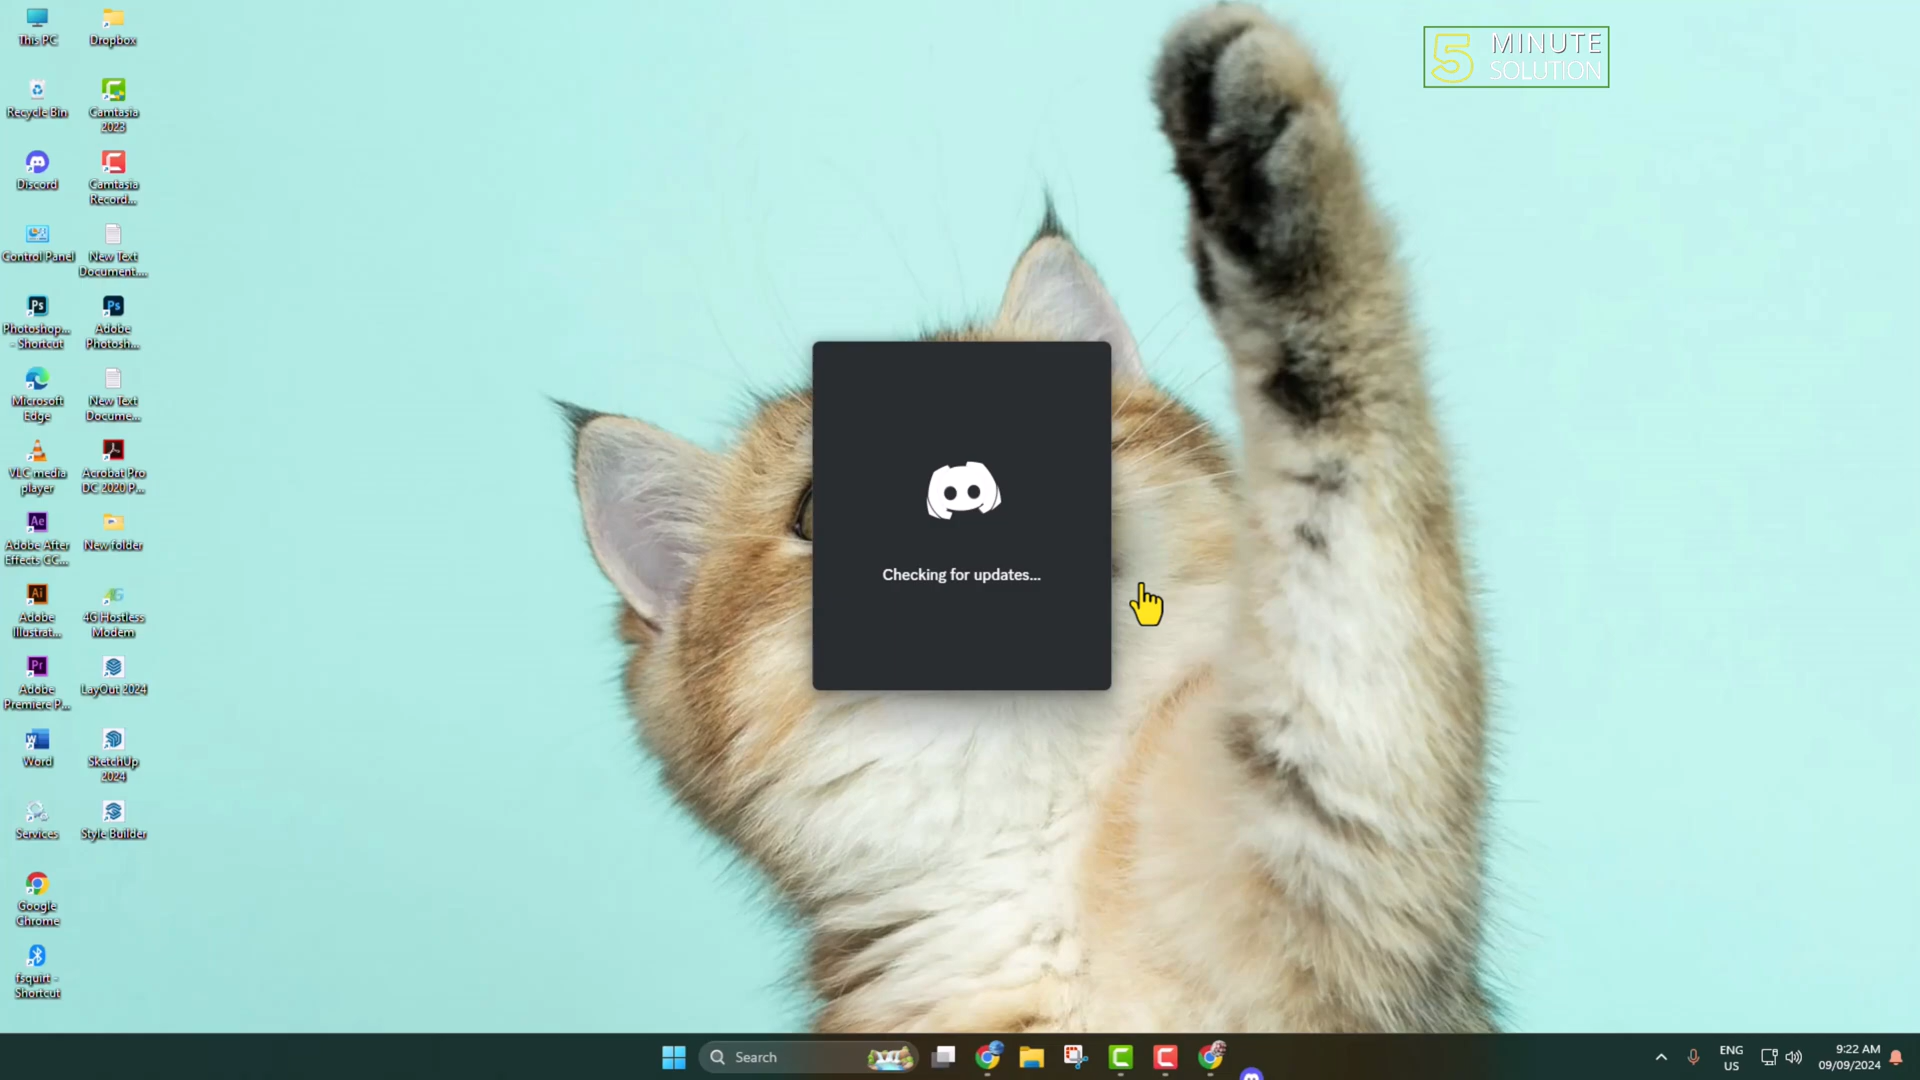 This PC
Dropbox
Recycle Bin
Camtasia
2023
Discord
Camtasia
Record...
Control Panel
New Text
Document....
Photoshop...
- Shortcut
Adobe
Photosh...
Microsoft
Edge
New Text
Docume...
VLC media
player
Acrobat Pro
DC 2020 P...
Adobe After
Effects CC...
New folder
Adobe
Illustrat...
4G Hostless
Modem
Adobe
Premiere P...
LayOut 2024
Word
SketchUp
2024
Services
Style Builder
Google
Chrome
fsquirt -
Shortcut
5 MINUTE
SOLUTION
Checking for updates...
Search
ENG
US
9:22 AM
09/09/2024